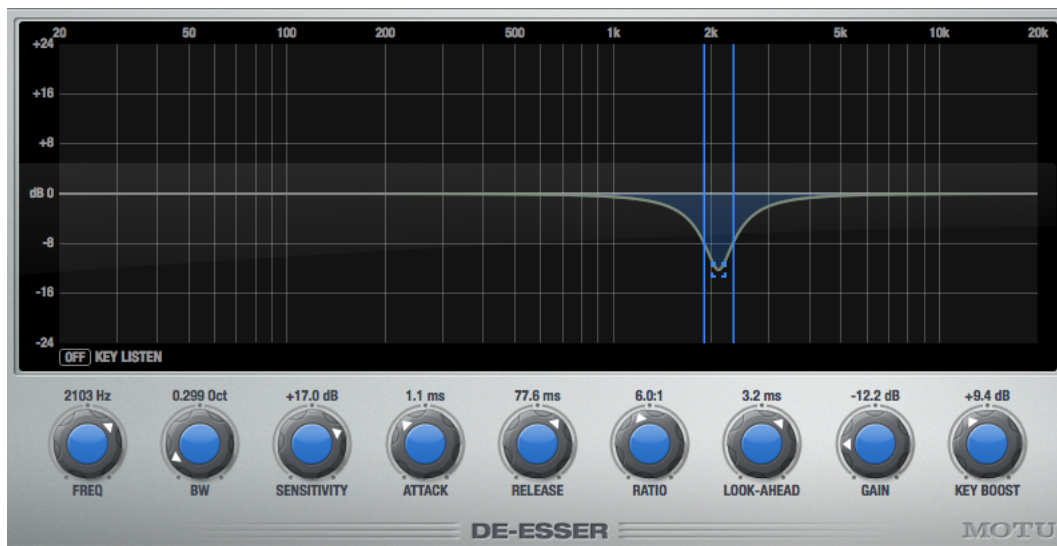 20 50 100 200 500 1k 2k 5k 10k 20k
+24
+16
+8
dB 0
-8
-16
-24
OFF KEY LISTEN
2103 Hz 0.299 Oct +17.0 dB 1.1 ms 77.6 ms 6.0:1 3.2 ms -12.2 dB +9.4 dB
FREQ BW SENSITIVITY ATTACK RELEASE RATIO LOOK-AHEAD GAIN KEY BOOST
DE-ESSER MOTU